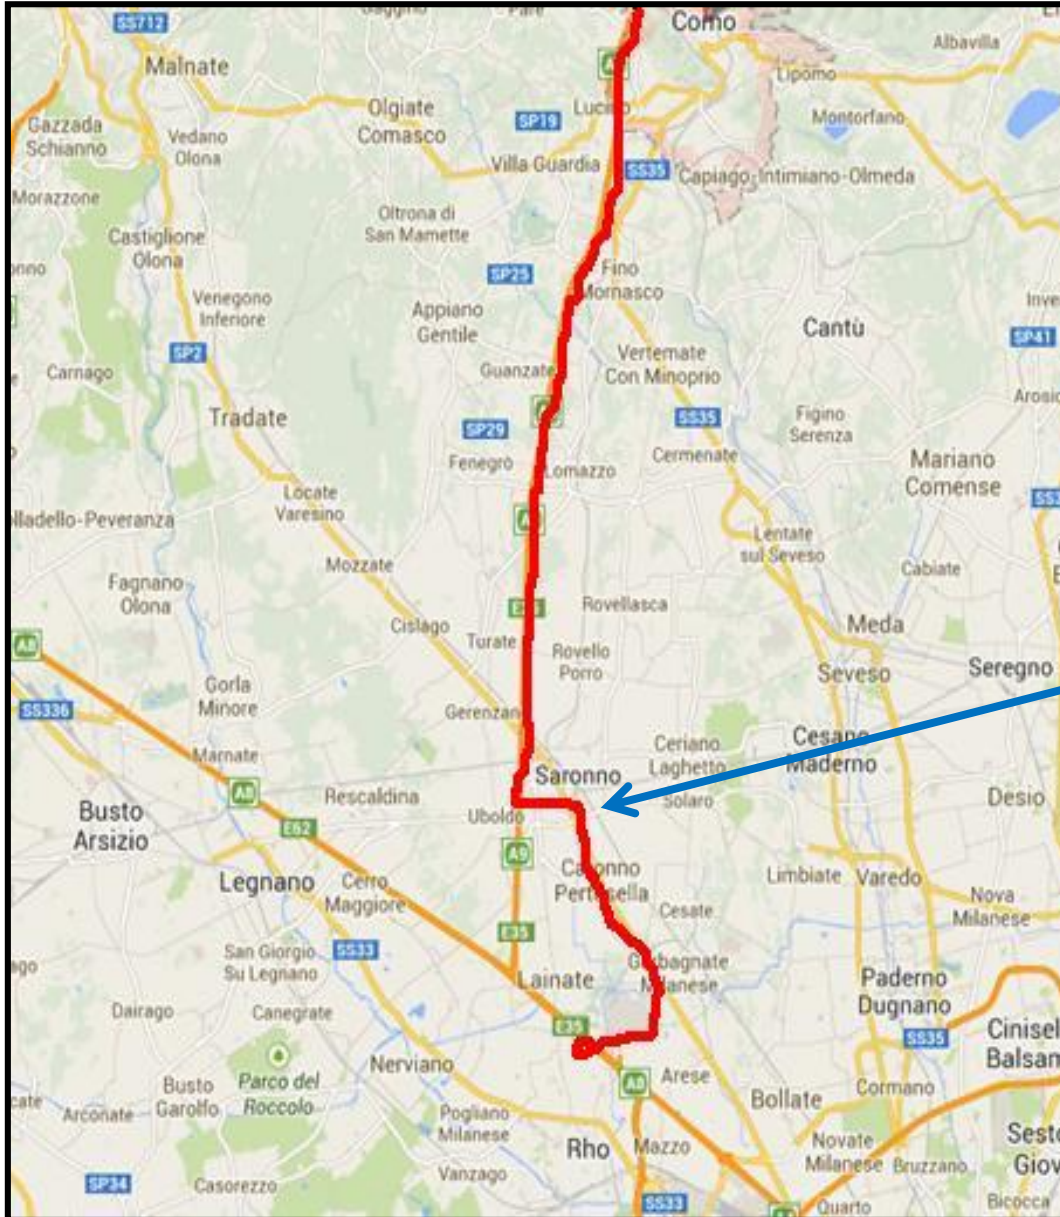 Como
SS712
Albavilla
Malnate
Lipomo
Olgiate
Comasco
Montorfano
SP19
Gazzada
Schianno
Vedano
Olona
Villa Guardia
SS35
Capiago-Intimiano-Olmeda
Morazzone
Oltrona di
San Mamette
Castiglione
Olona
SP25
Fino
Mornasco
Venegono
Inferiore
Appiano
Gentile
Cantù
SP41
SP2
Vertemate
Con Minoprio
Carnago
Guanzate
Tradate
SS35
Figino
Serenza
SP29
Fenegrò
Lomazzo
Cermenate
Mariano
Comense
Locate
Varesino
Lentate
sul Seveso
Mozzate
Cabiate
Fagnano
Olona
Rovellasca
Cislago
Turate
Meda
A8
Rovello
Porro
Seveso
Seregno
Gorla
Minore
SS336
Marnate
Ceriano
Laghetto
Cesano
Maderno
Saronno
A8
Rescaldina
Solaro
Desio
Busto
Arsizio
Uboldo
E62
A9
Legnano
Cerro
Maggiore
Limbiate
Varedo
Nova
Milanese
Cesate
E35
SS33
San Giorgio
Su Legnano
Lainate
Milanese
Paderno
Dugnano
Dairago
Canegrate
E35
SS35
Nerviano
A8
Arese
Busto
Garolfo
Parco del
Roccolo
Cormano
Arconate
Bollate
Pogliano
Milanese
Rho
Mazzo
Novate
Milanese
Bruzzano
Vanzago
SP34
Casorezzo
SS33
Quarto
Bicocca